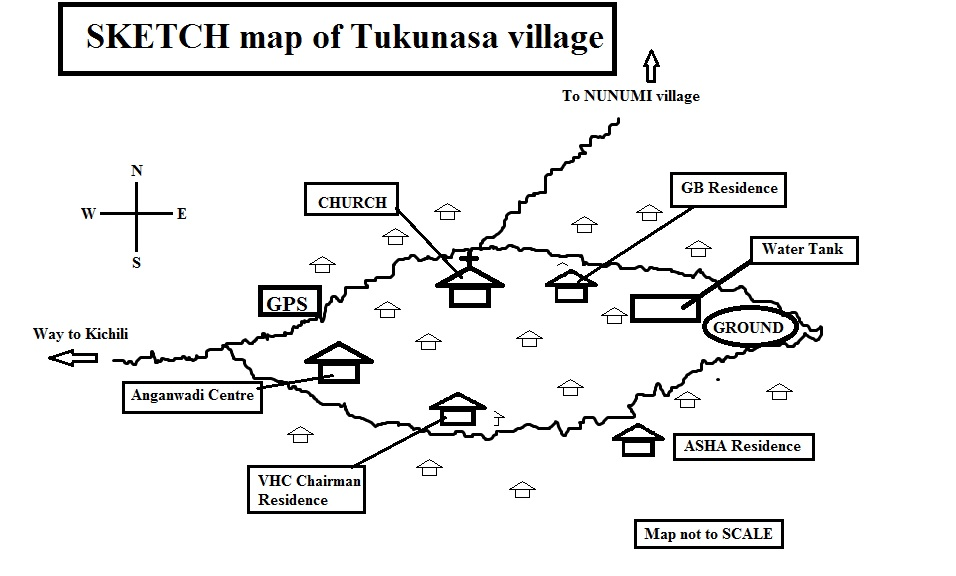 SKETCH map of Tukunasa village
To NUNUMI village
N
W
E
S
CHURCH
GB Residence
Water Tank
GPS
GROUND
Way to Kichili
Anganwadi Centre
VHC Chairman
Residence
ASHA Residence
Map not to SCALE